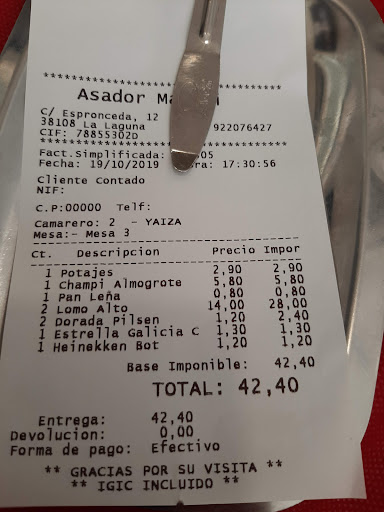 ************************************
Asador
C/ Espronceda, 12
38108 La Laguna 922076427
CIF: 78855302D
************************************
Fact.Simplificada: 05
Fecha: 19/10/2019 ra: 17:30:56
Cliente Contado
NIF:
C.P:00000 Telf:
Camarero: 2 - YAIZA
Mesa:- Mesa 3
Ct. Descripcion Precio Impor
1 Potajes 2,90 2,90
1 Champi Almogrote 5,80 5,80
1 Pan Leña 0,80 0,80
2 Lomo Alto 14,00 28,00
2 Dorada Pilsen 1,20 2,40
1 Estrella Galicia C 1,30 1,30
1 Heinekken Bot 1,20 1,20
Base Imponible: 42,40
TOTAL: 42,40
Entrega: 42,40
Devolucion: 0,00
Forma de pago: Efectivo
** GRACIAS POR SU VISITA **
** IGIC INCLUIDO **